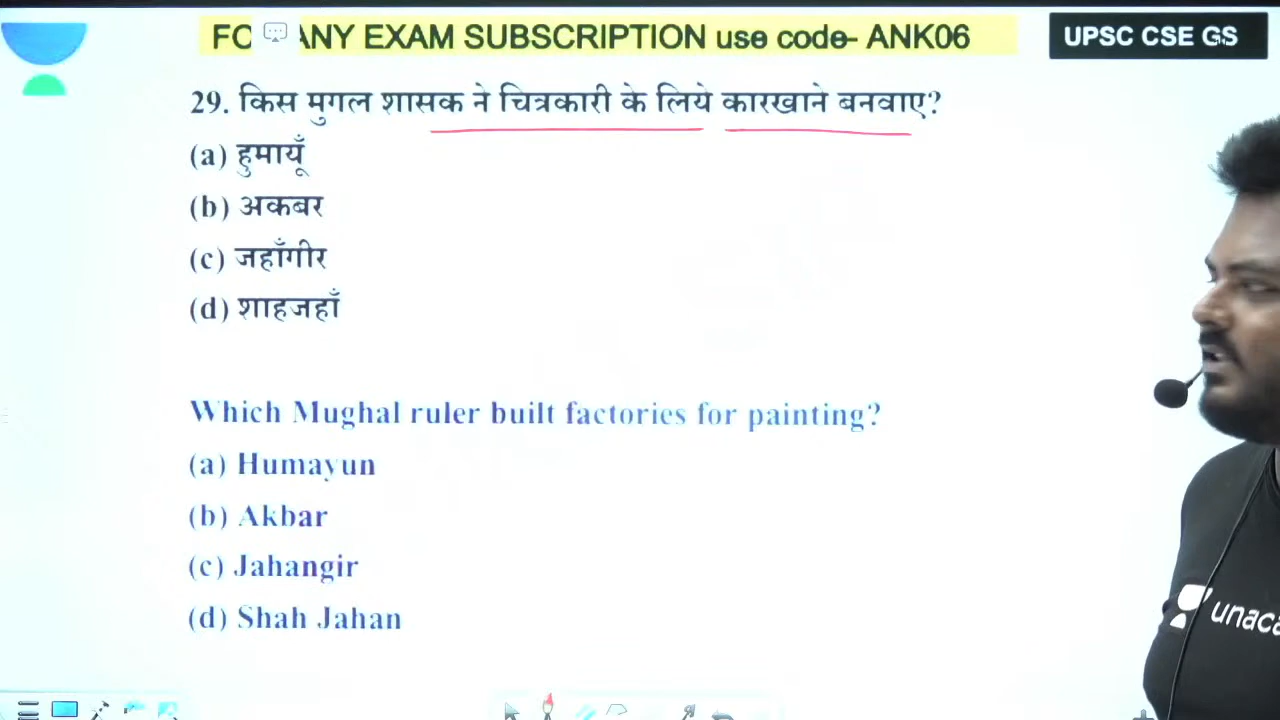 FO ANY EXAM SUBSCRIPTION use code- ANK06
UPSC CSE GS
29. किस मुगल शासक ने चित्रकारी के लिये कारखाने बनवाए?
(a) हुमायूँ
(b) अकबर
(c) जहाँगीर
(d) शाहजहाँ
Which Mughal ruler built factories for painting?
(a) Humayun
(b) Akbar
(c) Jahangir
(d) Shah Jahan
unaca